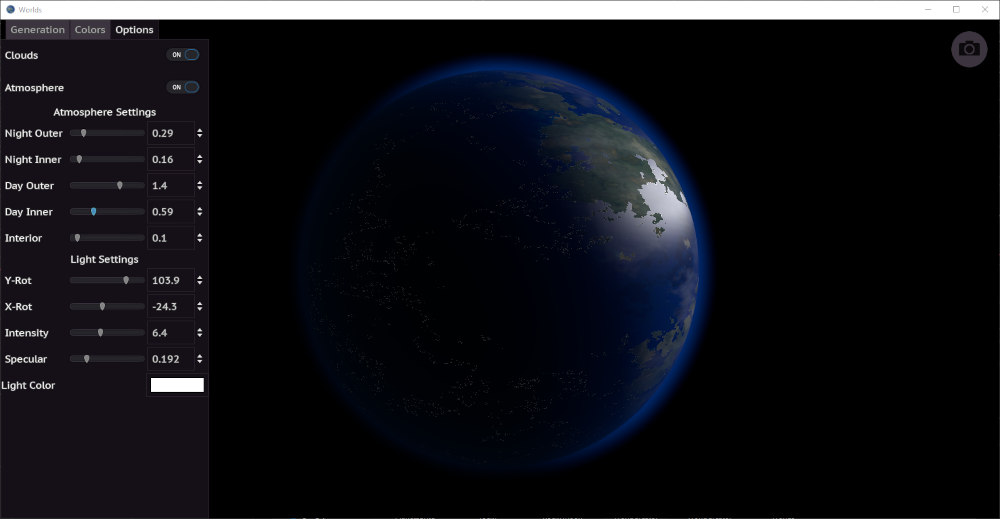 Worlds
Generation Colors Options
Clouds ON
Atmosphere ON
Atmosphere Settings
Night Outer 0.29
Night Inner 0.16
Day Outer 1.4
Day Inner 0.59
Interior 0.1
Light Settings
Y-Rot 103.9
X-Rot -24.3
Intensity 6.4
Specular 0.192
Light Color